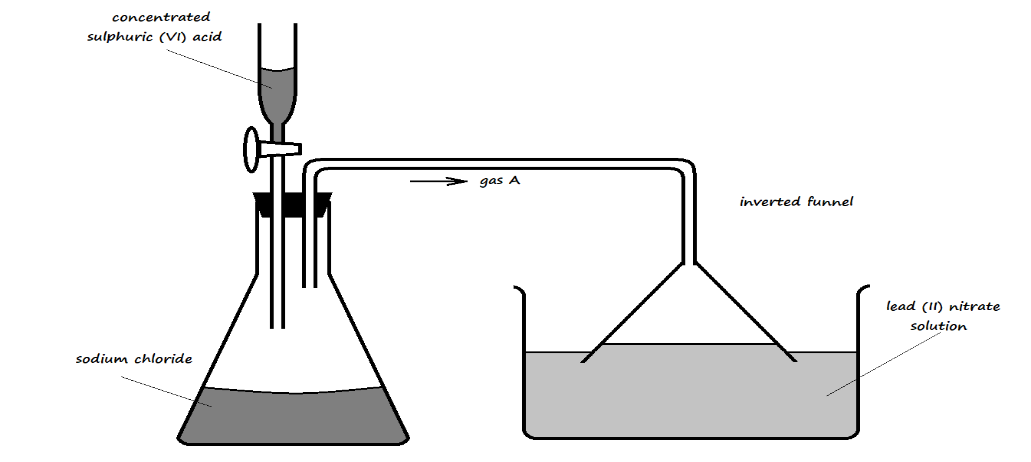 concentrated
sulphuric (VI) acid
gas A
inverted funnel
lead (II) nitrate
solution
sodium chloride